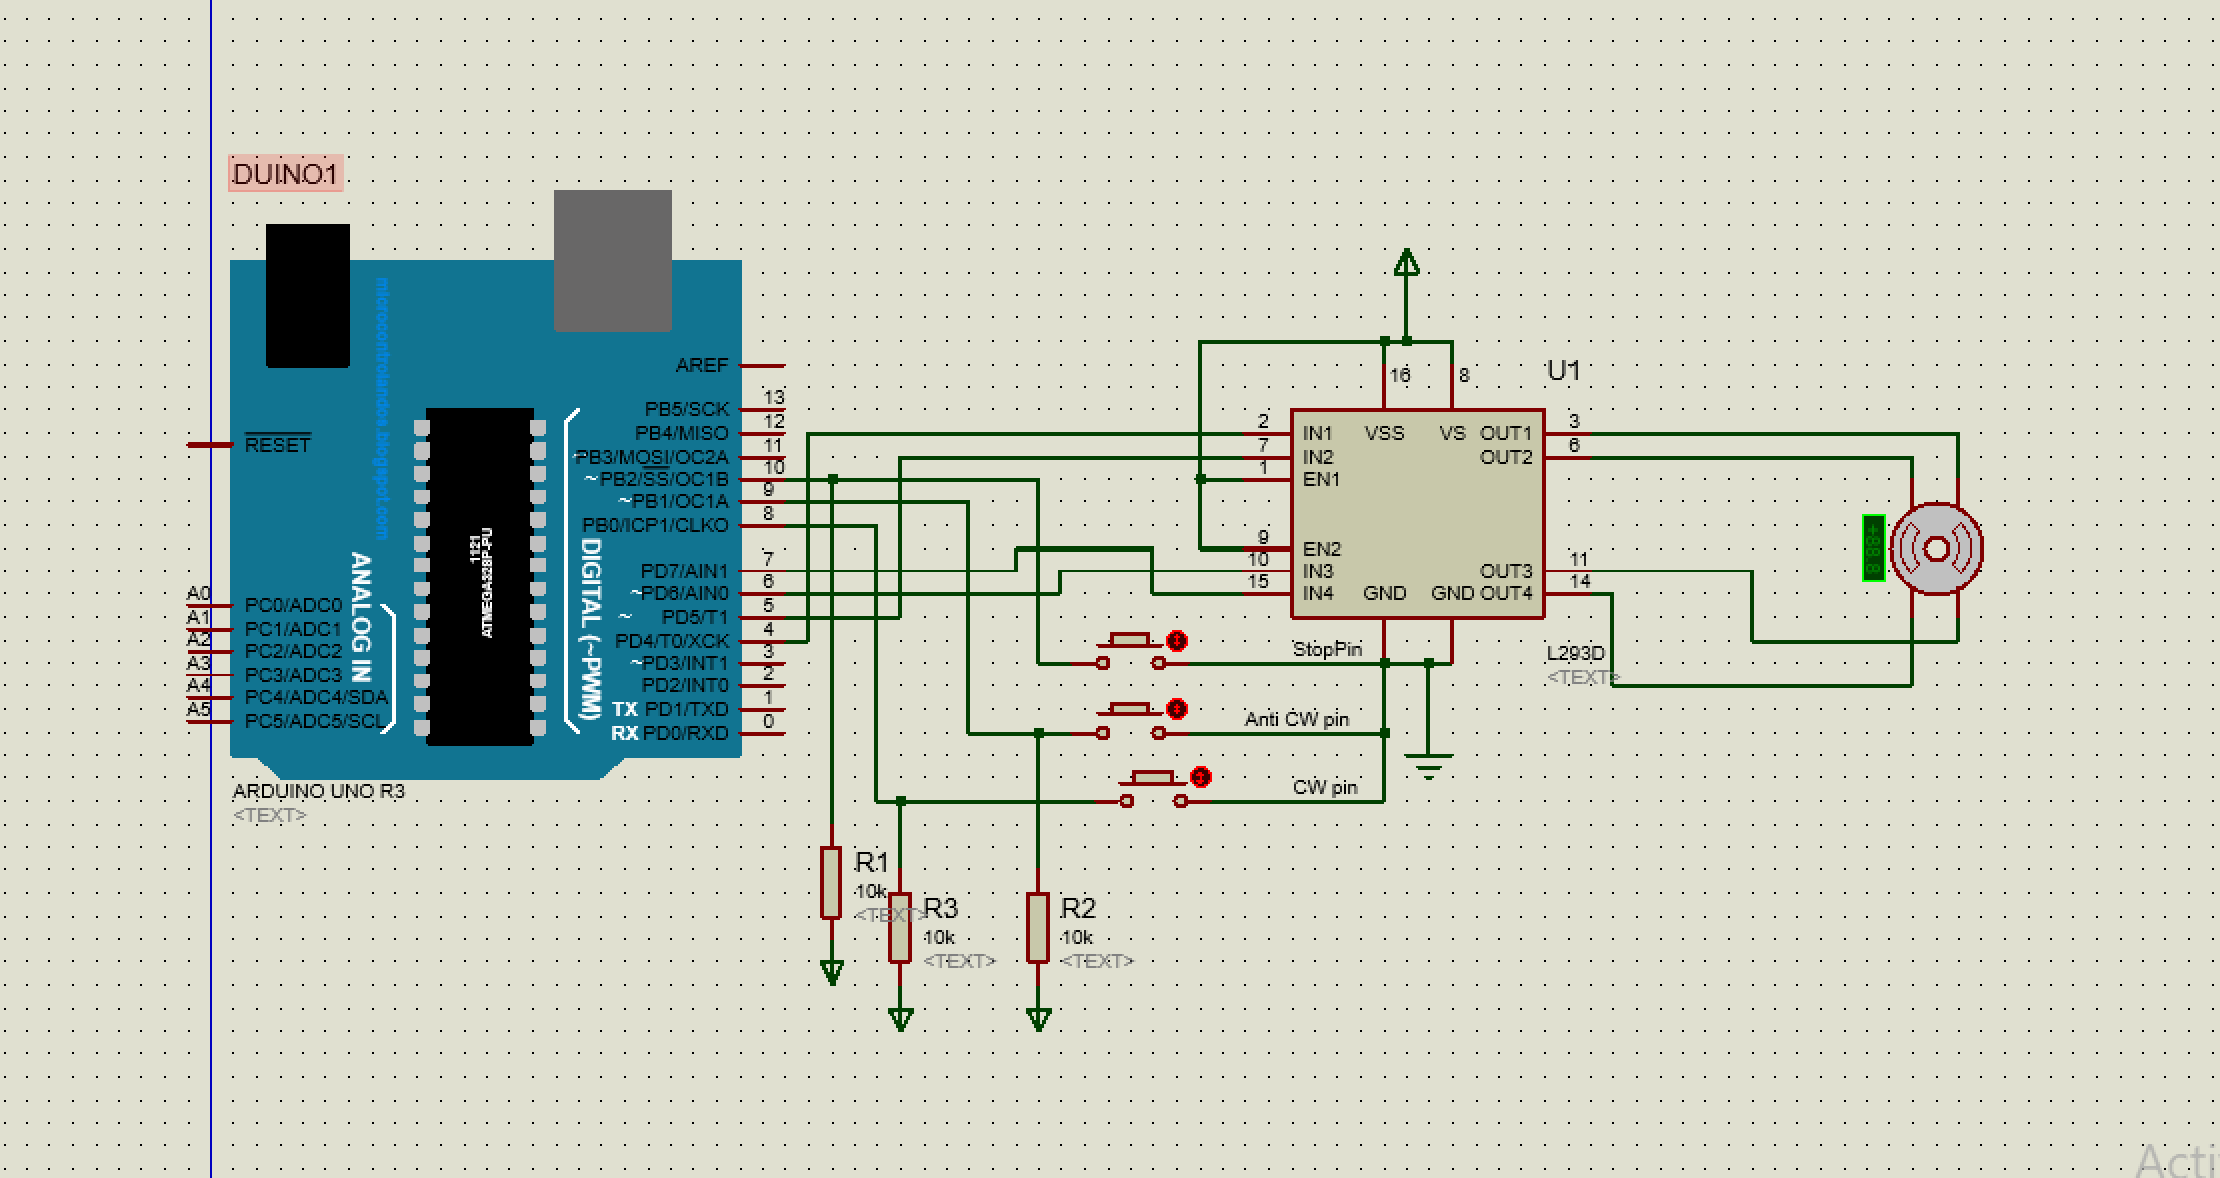 DUINO1
microcontrolandos.blogspot.com
AREF
PB5/SCK 13
PB4/MISO 12
PB3/MOSI/OC2A 11
~PB2/SS/OC1B 10
~PB1/OC1A 9
PB0/ICP1/CLKO 8
PD7/AIN1 7
~PD6/AIN0 6
~ PD5/T1 5
PD4/T0/XCK 4
~PD3/INT1 3
PD2/INT0 2
TX PD1/TXD 1
RX PD0/RXD 0
RESET
A0 PC0/ADC0
A1 PC1/ADC1
A2 PC2/ADC2
A3 PC3/ADC3
A4 PC4/ADC4/SDA
A5 PC5/ADC5/SCL
ANALOG IN
1121
ATMEGA328P-PU
DIGITAL (~PWM)
ARDUINO UNO R3
<TEXT>
R1
10k
<TEXT>
R3
10k
<TEXT>
R2
10k
<TEXT>
16 8
U1
2 IN1 VSS VS OUT1 3
7 IN2 OUT2 6
1 EN1
9 EN2
10 IN3 OUT3 11
15 IN4 GND GND OUT4 14
L293D
<TEXT>
StopPin
Anti CW pin
CW pin
Acti